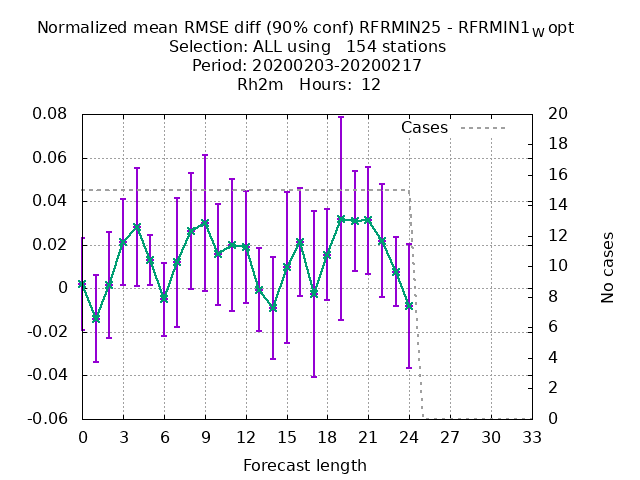 Normalized mean RMSE diff (90% conf) RFRMIN25 - RFRMIN1w opt
Selection: ALL using 154 stations
Period: 20200203-20200217
Rh2m Hours: 12
Cases
0.08
0.06
0.04
0.02
0
-0.02
-0.04
-0.06
20
18
16
14
12
10
8
6
4
2
0
No cases
0 3 6 9 12 15 18 21 24 27 30 33
Forecast length